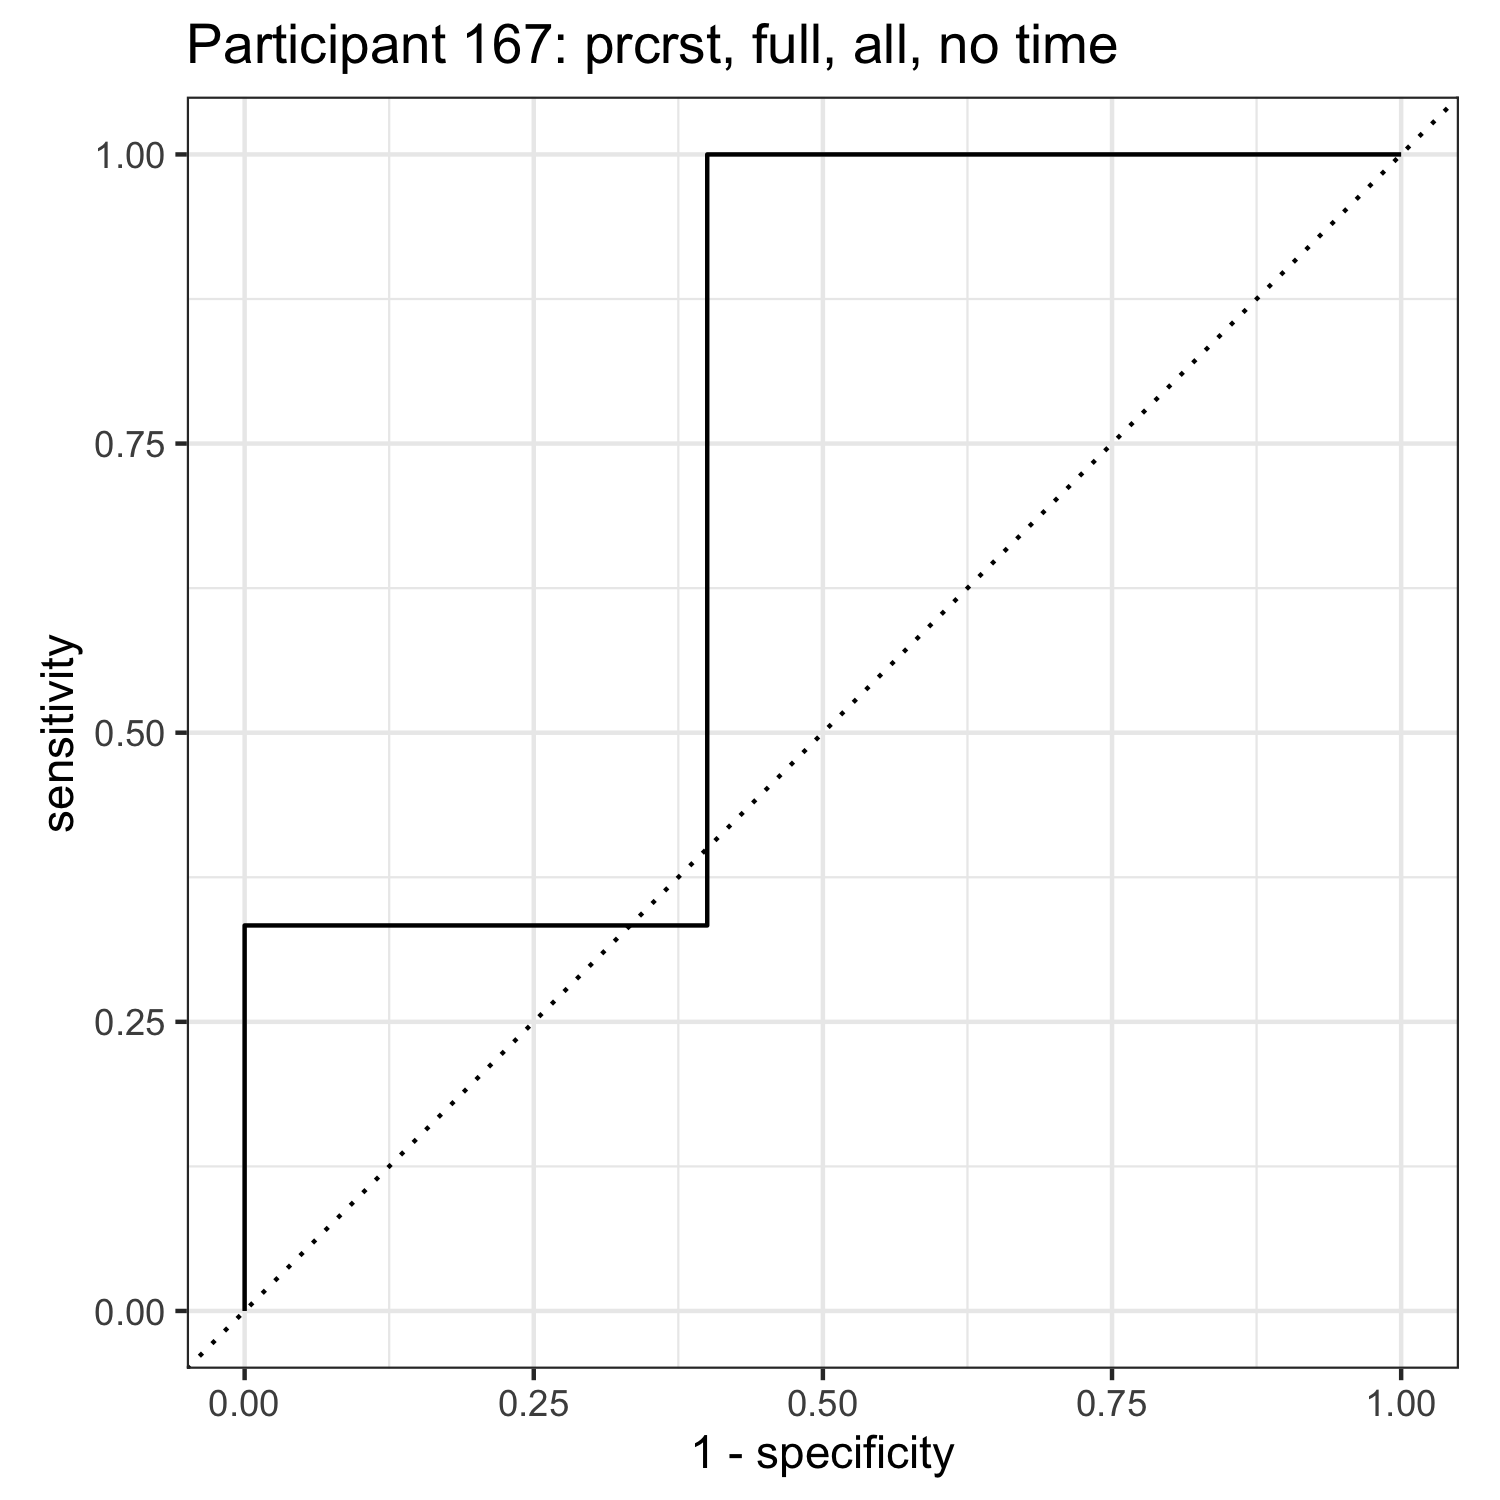 Participant 167: prcrst, full, all, no time
sensitivity
1.00
0.75
0.50
0.25
0.00
0.00 0.25 0.50 0.75 1.00
1 - specificity